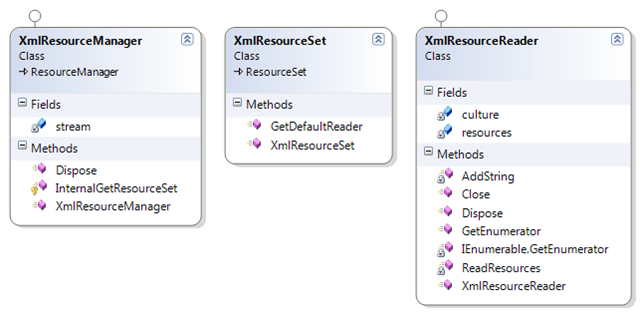 XmlResourceManager
Class
ResourceManager
Fields
stream
Methods
Dispose
InternalGetResourceSet
XmlResourceManager
XmlResourceSet
Class
ResourceSet
Methods
GetDefaultReader
XmlResourceSet
XmlResourceReader
Class
Fields
culture
resources
Methods
AddString
Close
Dispose
GetEnumerator
IEnumerable.GetEnumerator
ReadResources
XmlResourceReader